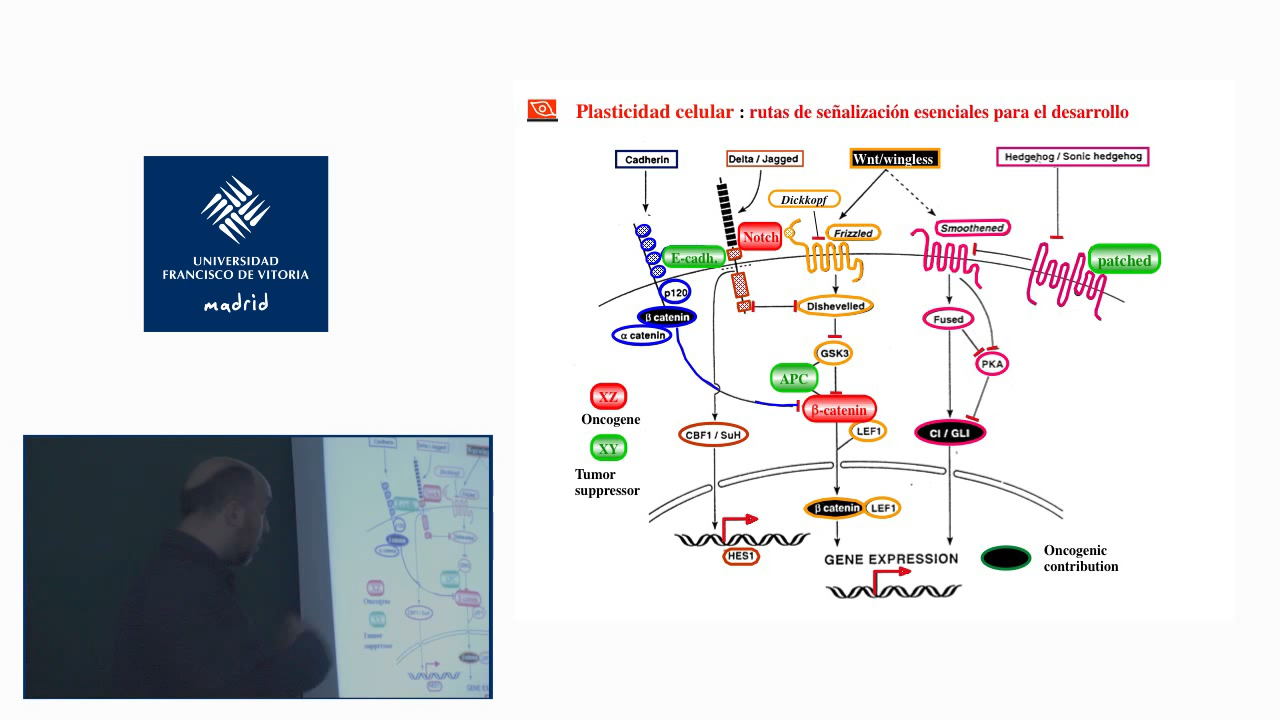 UNIVERSIDAD
FRANCISCO DE VITORIA
madrid
Plasticidad celular : rutas de señalización esenciales para el desarrollo
Cadherin
Delta / Jagged
Wnt/wingless
Hedgehog / Sonic hedgehog
Dickkopf
Notch
Frizzled
Smoothened
E-cadh.
patched
p120
β catenin
α catenin
Dishevelled
Fused
GSK3
PKA
APC
β-catenin
XZ
Oncogene
CBF1 / SuH
LEF1
CI / GLI
XY
Tumor
suppressor
β catenin
LEF1
HES1
GENE EXPRESSION
Oncogenic
contribution